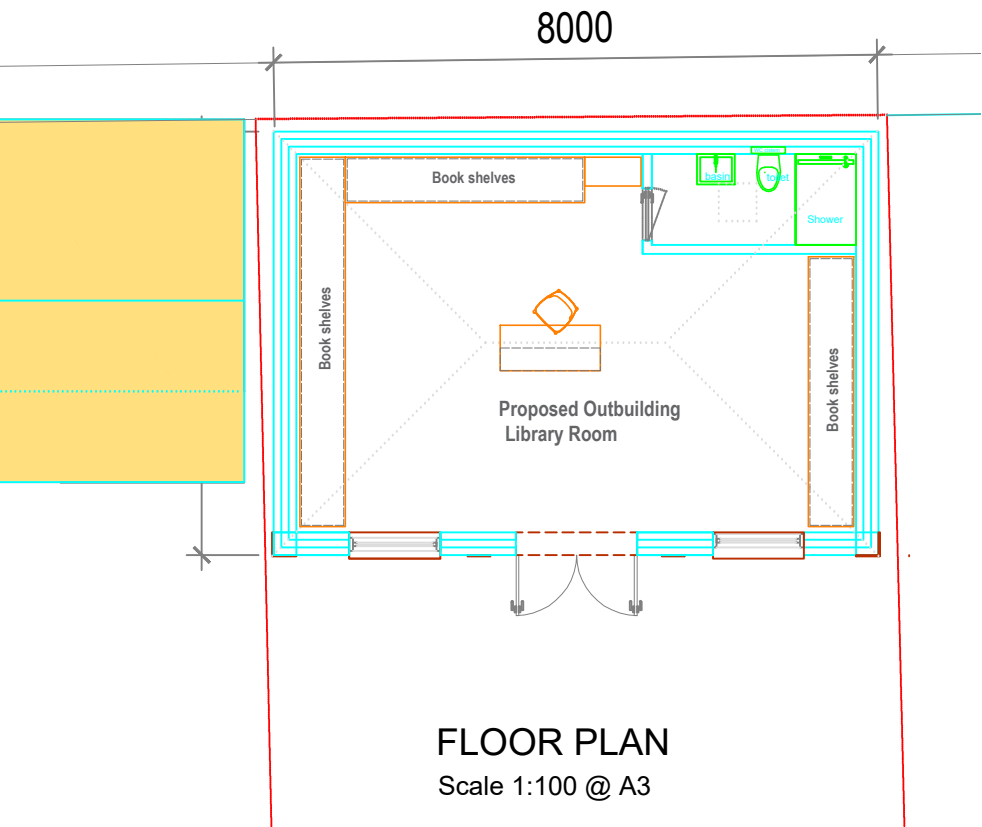 8000
Book shelves
basin
toilet
Shower
Book shelves
Book shelves
Proposed Outbuilding
Library Room
FLOOR PLAN
Scale 1:100 @ A3